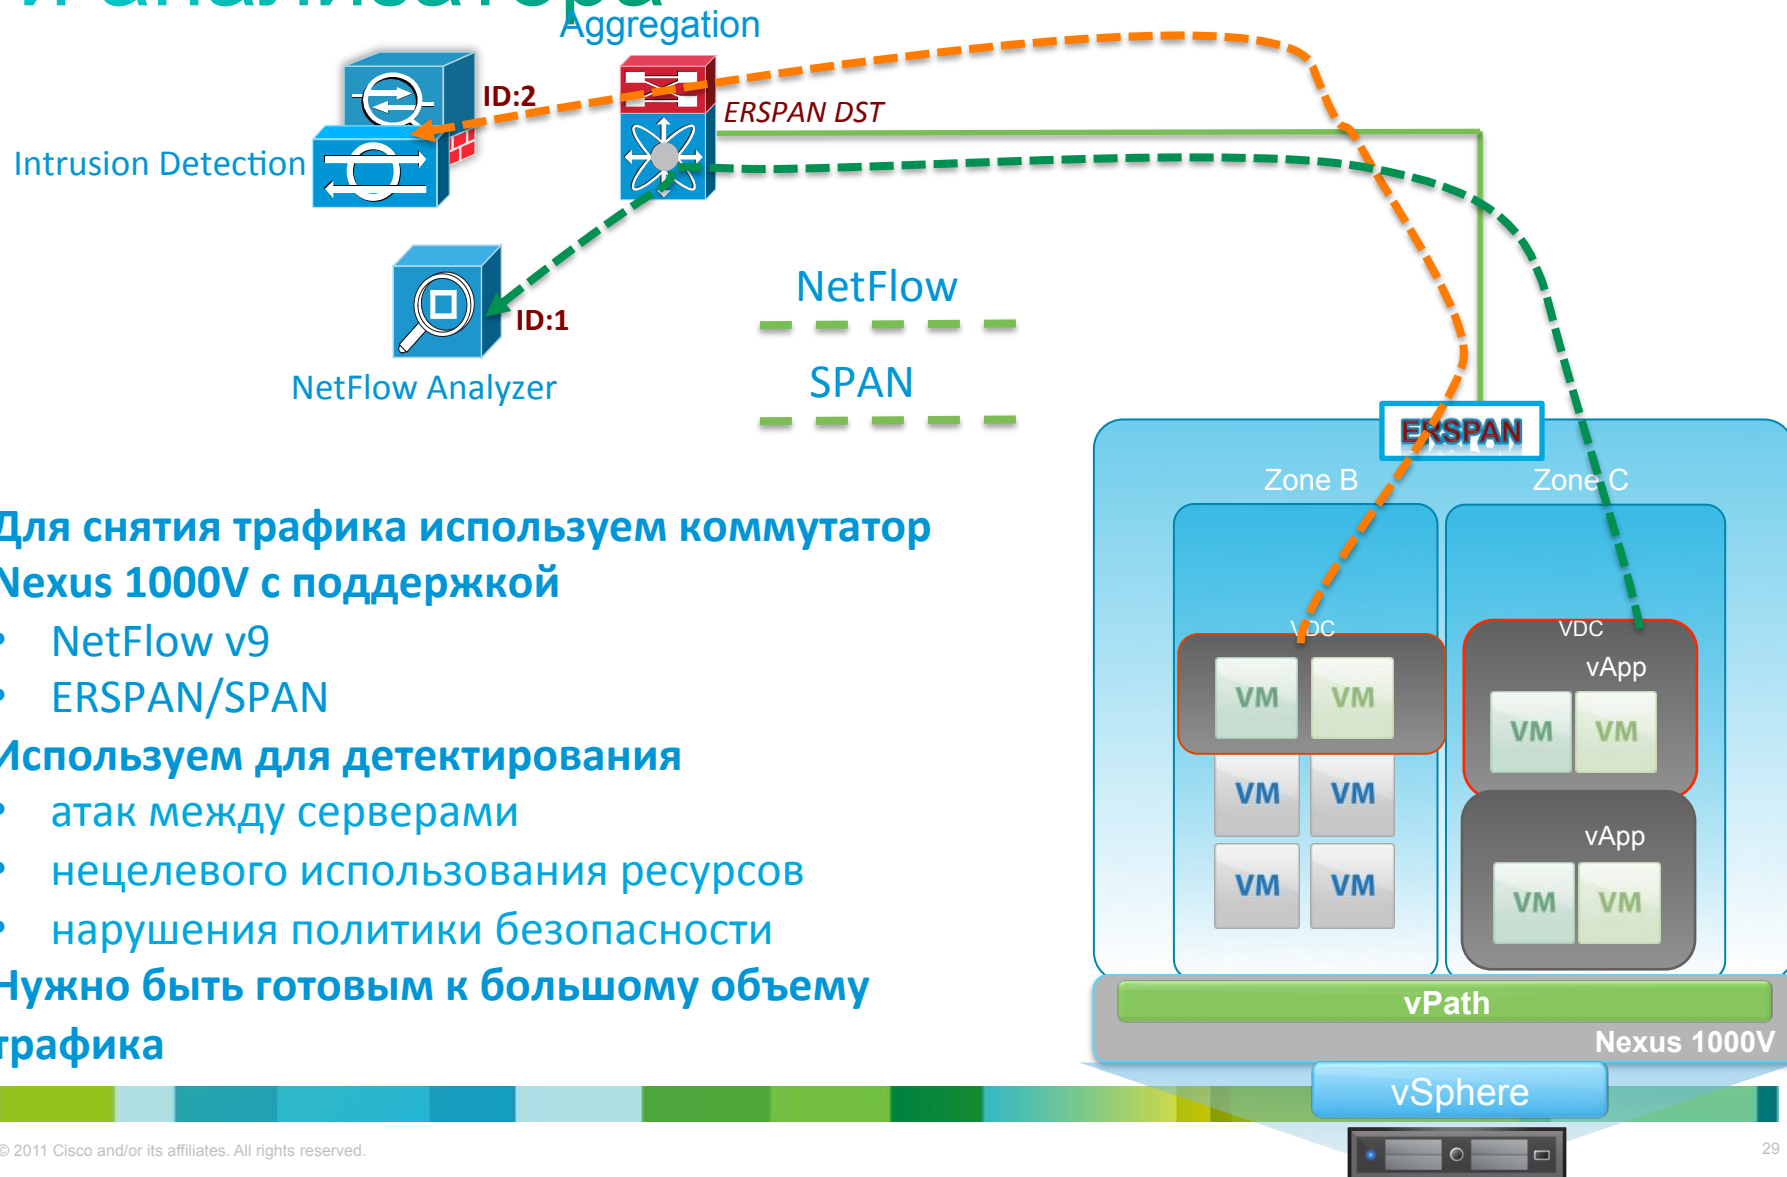 и анализатора
Aggregation
ID:2
ERSPAN DST
Intrusion Detection
ID:1
NetFlow Analyzer
NetFlow
SPAN
ERSPAN
Zone B
Zone C
VDC
VDC
vApp
VM
VM
VM
VM
VM
VM
vApp
VM
VM
VM
VM
vPath
Nexus 1000V
vSphere
Для снятия трафика используем коммутатор
Nexus 1000V с поддержкой
• NetFlow v9
• ERSPAN/SPAN
Используем для детектирования
• атак между серверами
• нецелевого использования ресурсов
• нарушения политики безопасности
Нужно быть готовым к большому объему
трафика
© 2011 Cisco and/or its affiliates. All rights reserved.
29